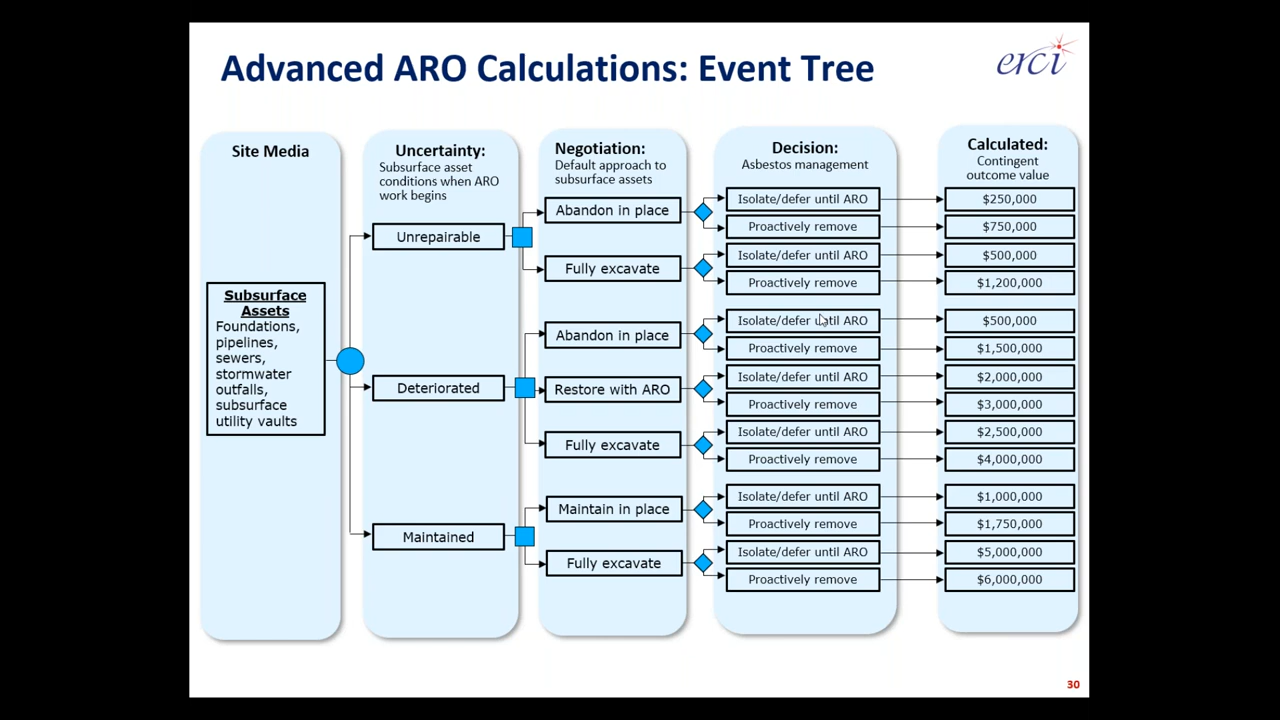 Advanced ARO Calculations: Event Tree
erci
Site Media
Subsurface
Assets
Foundations,
pipelines,
sewers,
stormwater
outfalls,
subsurface
utility vaults
Uncertainty:
Subsurface asset
conditions when ARO
work begins
Unrepairable
Deteriorated
Maintained
Negotiation:
Default approach to
subsurface assets
Abandon in place
Fully excavate
Abandon in place
Restore with ARO
Fully excavate
Maintain in place
Fully excavate
Decision:
Asbestos management
Isolate/defer until ARO
Proactively remove
Isolate/defer until ARO
Proactively remove
Isolate/defer until ARO
Proactively remove
Isolate/defer until ARO
Proactively remove
Isolate/defer until ARO
Proactively remove
Isolate/defer until ARO
Proactively remove
Isolate/defer until ARO
Proactively remove
Calculated:
Contingent
outcome value
$250,000
$750,000
$500,000
$1,200,000
$500,000
$1,500,000
$2,000,000
$3,000,000
$2,500,000
$4,000,000
$1,000,000
$1,750,000
$5,000,000
$6,000,000
30